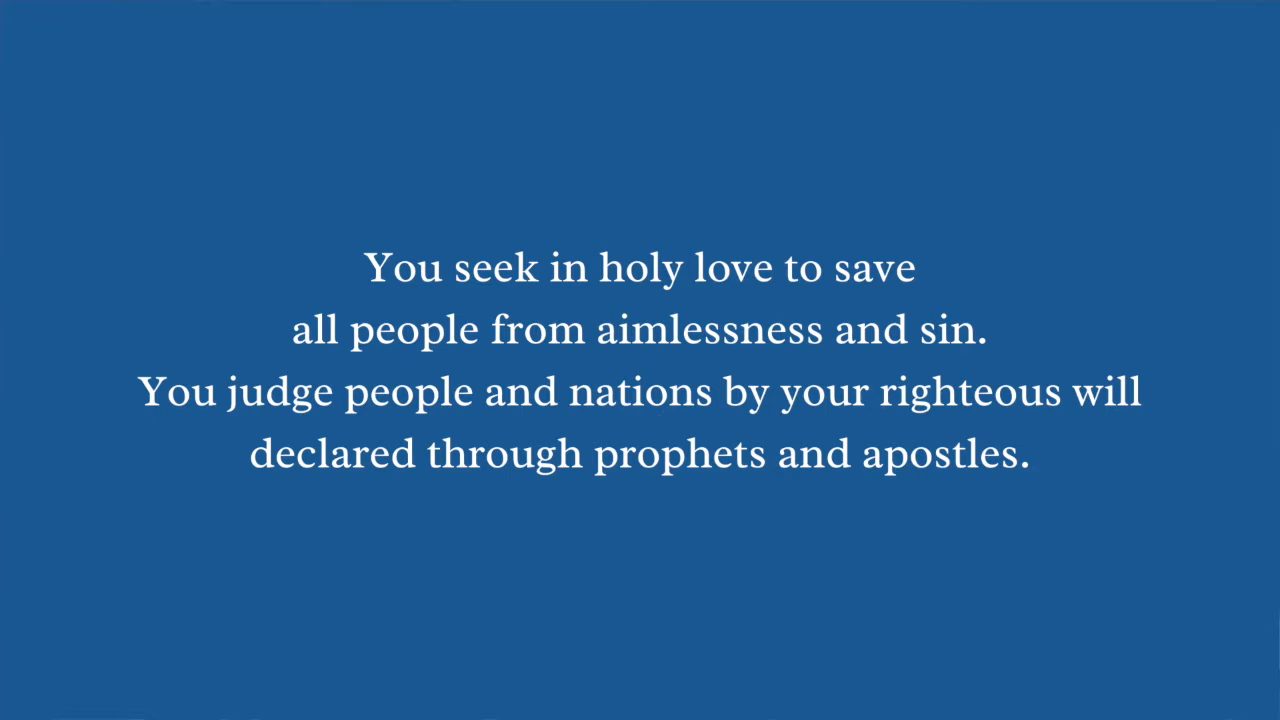 You seek in holy love to save
all people from aimlessness and sin.
You judge people and nations by your righteous will
declared through prophets and apostles.